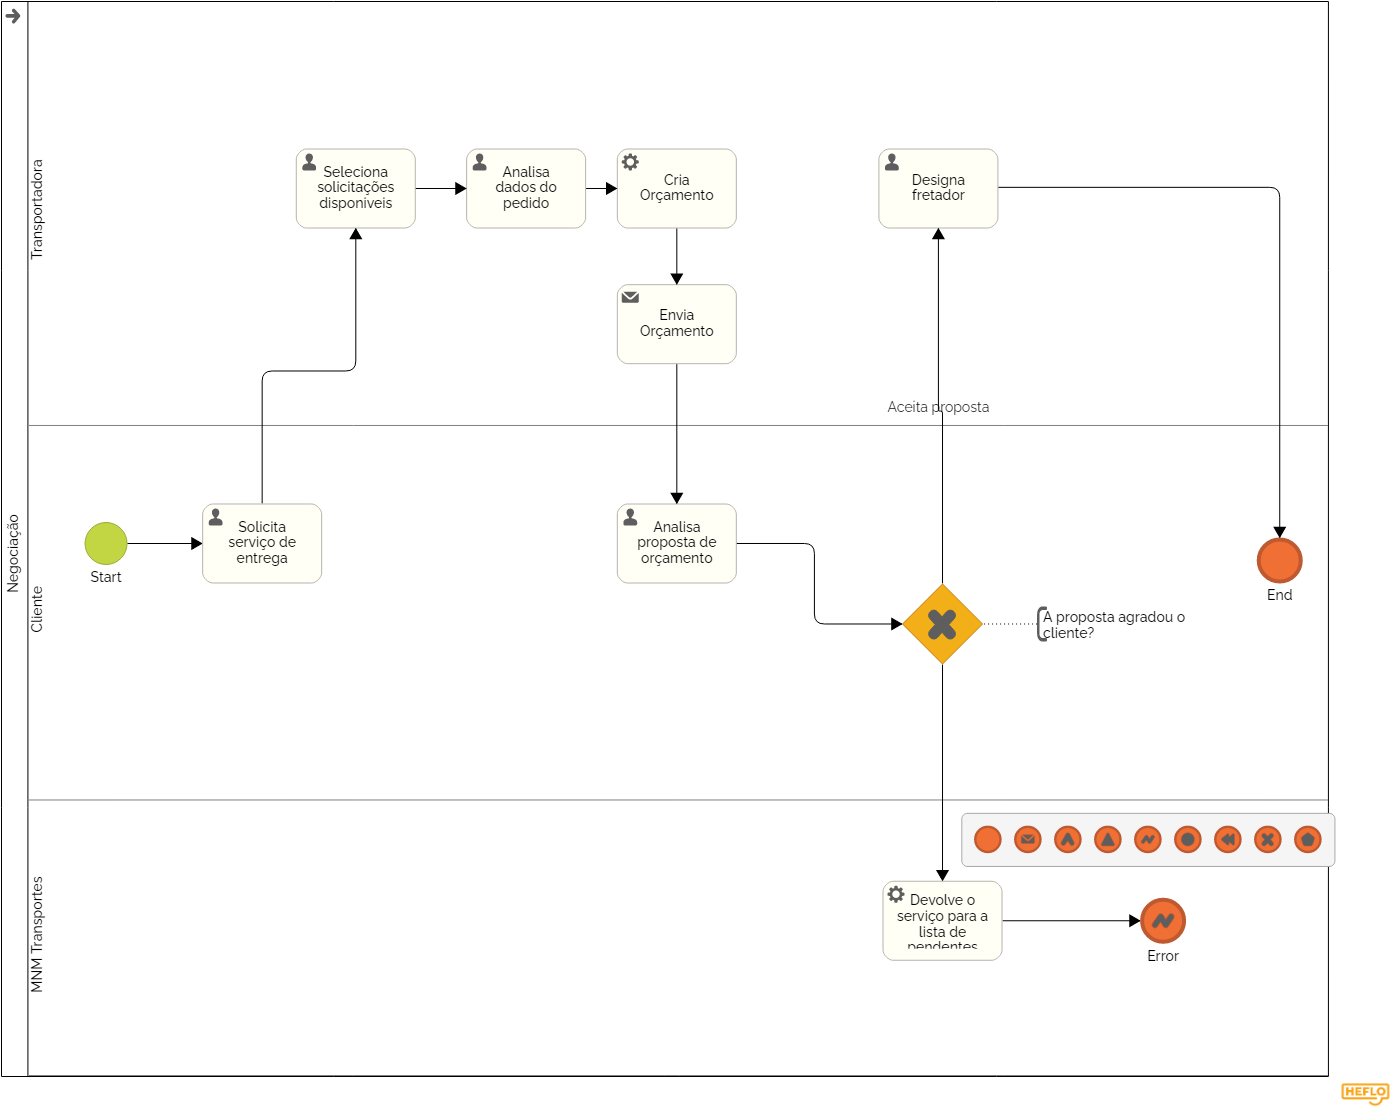 Negociação
Transportadora
Seleciona
solicitações
disponiveis
Analisa
dados do
pedido
Cria
Orçamento
Envia
Orçamento
Designa
fretador
Aceita proposta
Cliente
Start
Solicita
serviço de
entrega
Analisa
proposta de
orçamento
A proposta agradou o
cliente?
End
MNM Transportes
Devolve o
serviço para a
lista de
pendentes
Error
HEFLO